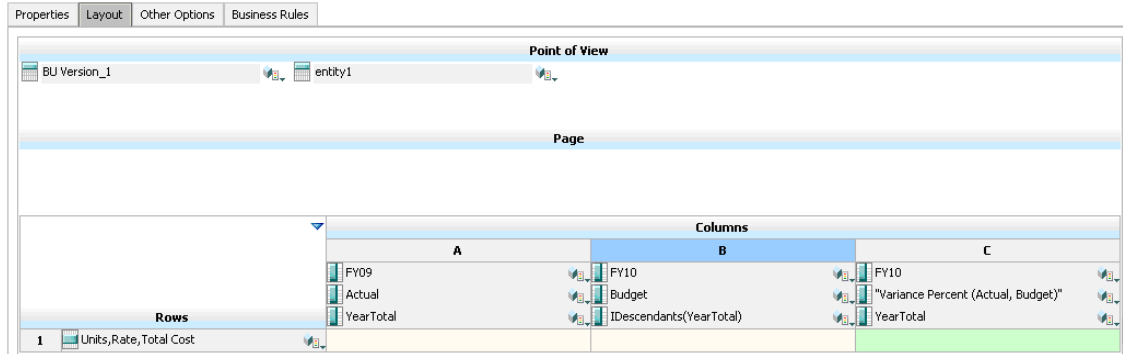 Properties Layout Other Options Business Rules
Point of View
BU Version_1 entity1
Page
Columns
A B C
FY09 FY10 FY10
Actual Budget "Variance Percent (Actual, Budget)"
Rows YearTotal IDescendants(YearTotal) YearTotal
1 Units,Rate,Total Cost